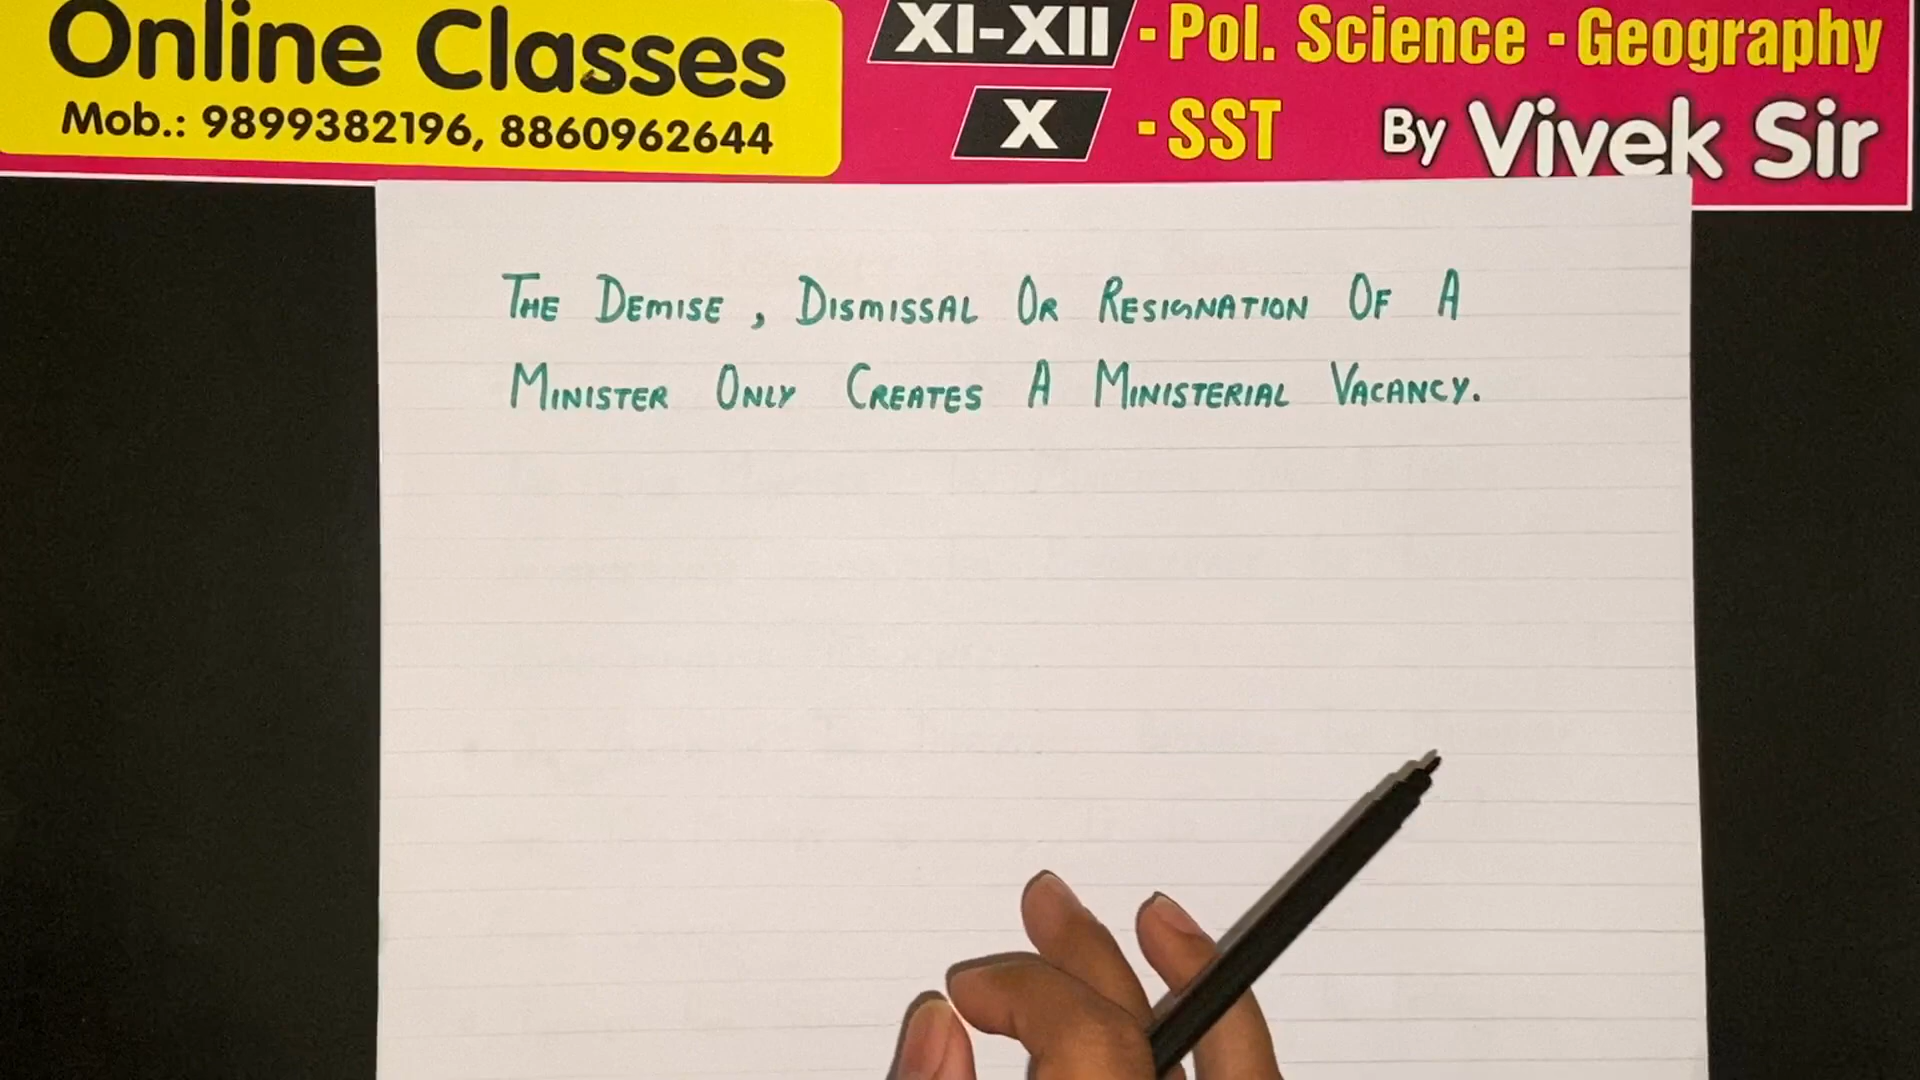 Online Classes
Mob.: 9899382196, 8860962644
XI-XII - Pol. Science - Geography
X - SST By Vivek Sir
THE DEMISE, DISMISSAL OR RESIGNATION OF A
MINISTER ONLY CREATES A MINISTERIAL VACANCY.